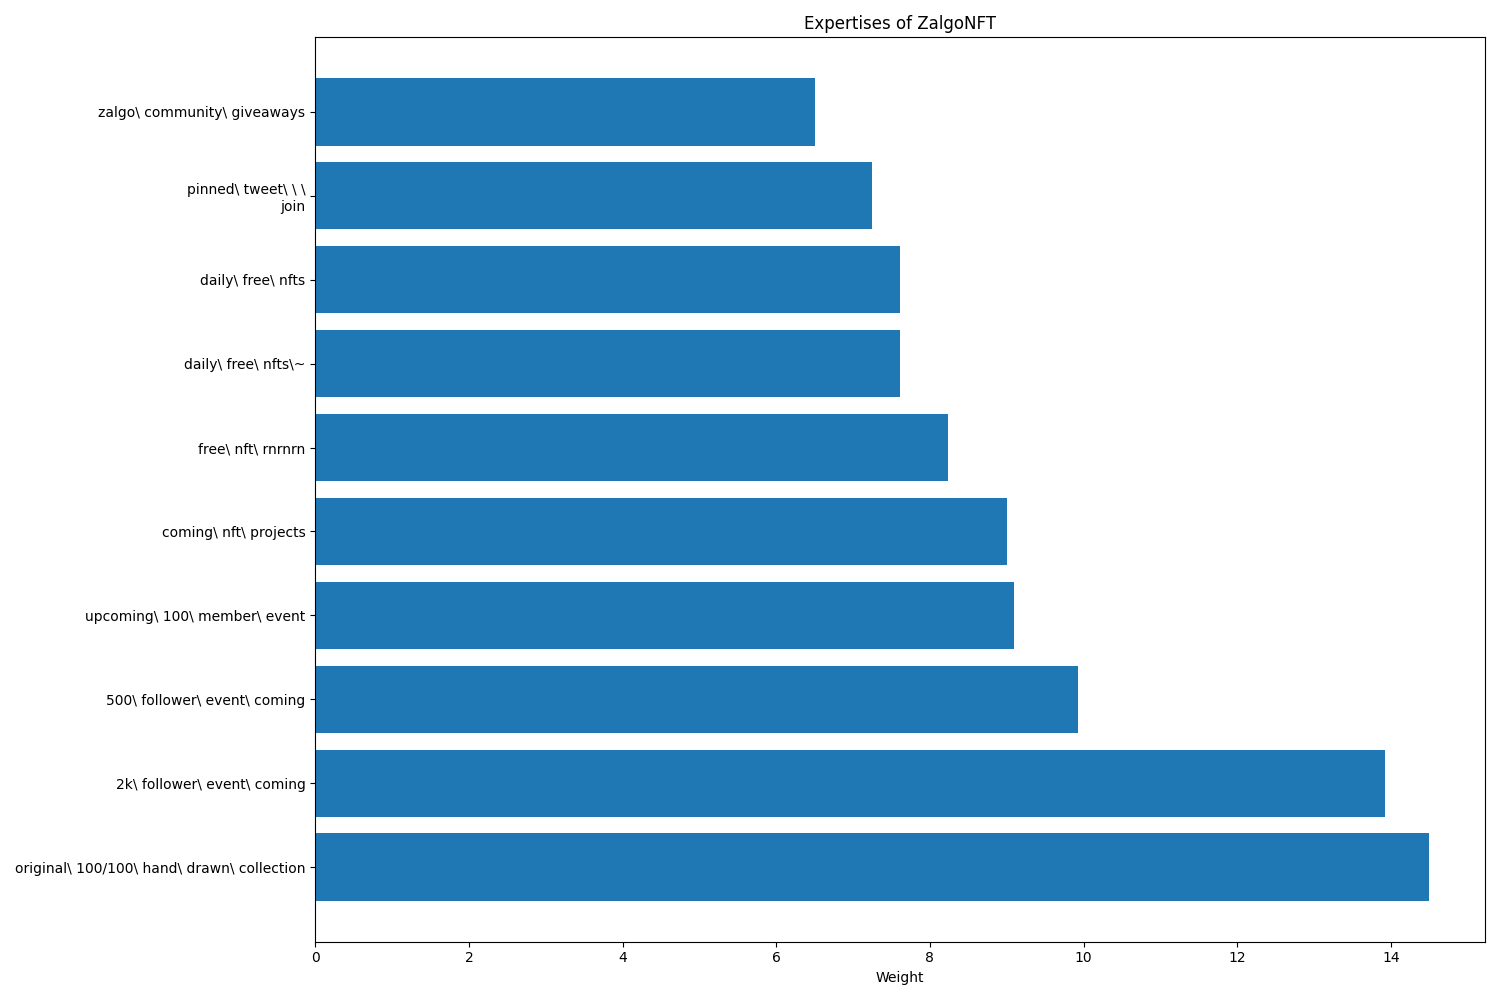 Expertises of ZalgoNFT
zalgo\ community\ giveaways
pinned\ tweet\ \ \
join
daily\ free\ nfts
daily\ free\ nfts\~
free\ nft\ rnrnrn
coming\ nft\ projects
upcoming\ 100\ member\ event
500\ follower\ event\ coming
2k\ follower\ event\ coming
original\ 100/100\ hand\ drawn\ collection
0 2 4 6 8 10 12 14
Weight